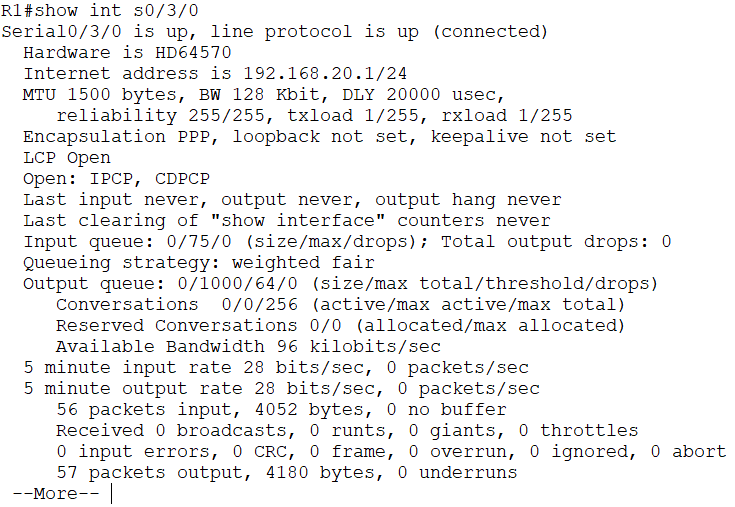 R1#show int s0/3/0
Serial0/3/0 is up, line protocol is up (connected)
  Hardware is HD64570
  Internet address is 192.168.20.1/24
  MTU 1500 bytes, BW 128 Kbit, DLY 20000 usec,
     reliability 255/255, txload 1/255, rxload 1/255
  Encapsulation PPP, loopback not set, keepalive not set
  LCP Open
  Open: IPCP, CDPCP
  Last input never, output never, output hang never
  Last clearing of "show interface" counters never
  Input queue: 0/75/0 (size/max/drops); Total output drops: 0
  Queueing strategy: weighted fair
  Output queue: 0/1000/64/0 (size/max total/threshold/drops)
     Conversations  0/0/256 (active/max active/max total)
     Reserved Conversations 0/0 (allocated/max allocated)
     Available Bandwidth 96 kilobits/sec
  5 minute input rate 28 bits/sec, 0 packets/sec
  5 minute output rate 28 bits/sec, 0 packets/sec
     56 packets input, 4052 bytes, 0 no buffer
     Received 0 broadcasts, 0 runts, 0 giants, 0 throttles
     0 input errors, 0 CRC, 0 frame, 0 overrun, 0 ignored, 0 abort
     57 packets output, 4180 bytes, 0 underruns
 --More--